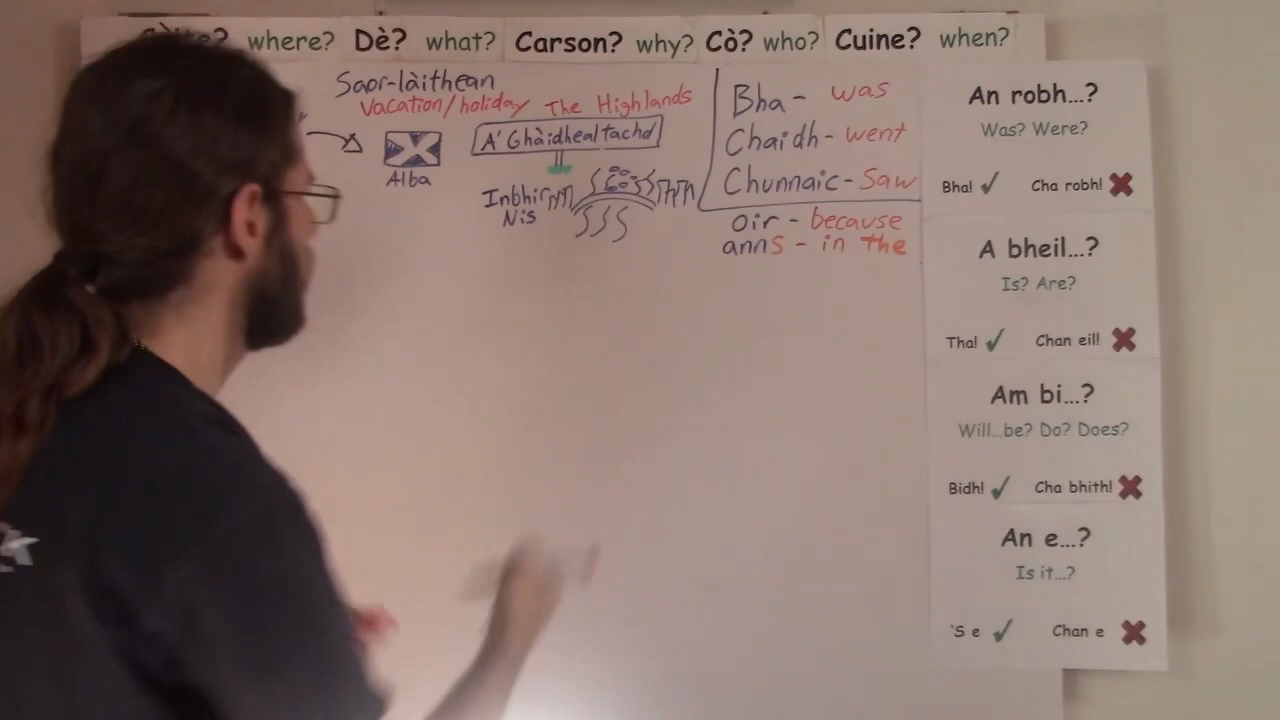 where? Dè? what? Carson? why? Cò? who? Cuine? when?
Saor-làithean
Vacation/holiday The Highlands
A' Ghàidhealtachd
Alba
Inbhir
Nis
Bha - was
Chaidh - went
Chunnaic - Saw
oir - because
anns - in the
An robh...?
Was? Were?
Bha! Cha robh!
A bheil...?
Is? Are?
Tha! Chan eil!
Am bi...?
Will...be? Do? Does?
Bidh! Cha bhith!
An e...?
Is it...?
'S e Chan e